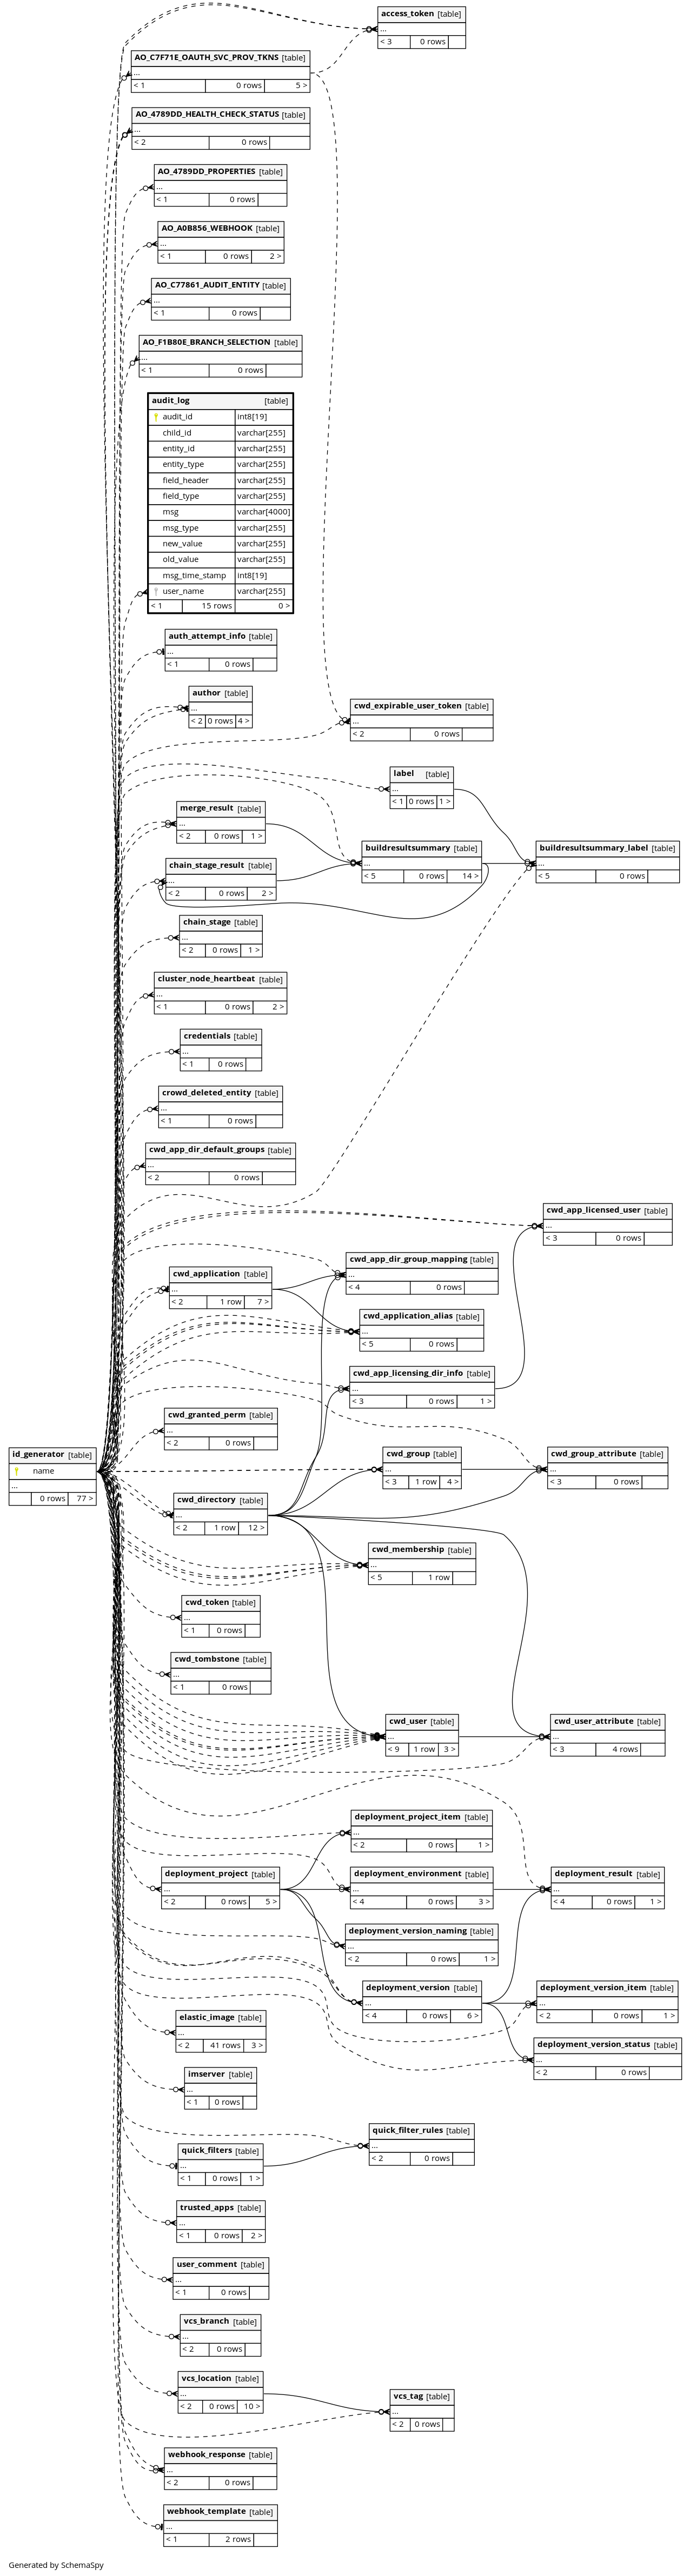 access_token [table]
...
< 3 0 rows
AO_C7F71E_OAUTH_SVC_PROV_TKNS [table]
...
< 1 0 rows 5 >
AO_4789DD_HEALTH_CHECK_STATUS [table]
...
< 2 0 rows
AO_4789DD_PROPERTIES [table]
...
< 1 0 rows
AO_A0B856_WEBHOOK [table]
...
< 1 0 rows 2 >
AO_C77861_AUDIT_ENTITY [table]
...
< 1 0 rows
AO_F1B80E_BRANCH_SELECTION [table]
...
< 1 0 rows
audit_log [table]
audit_id int8[19]
child_id varchar[255]
entity_id varchar[255]
entity_type varchar[255]
field_header varchar[255]
field_type varchar[255]
msg varchar[4000]
msg_type varchar[255]
new_value varchar[255]
old_value varchar[255]
msg_time_stamp int8[19]
user_name varchar[255]
< 1 15 rows 0 >
auth_attempt_info [table]
...
< 1 0 rows
author [table]
...
< 2 0 rows 4 >
cwd_expirable_user_token [table]
...
< 2 0 rows
label [table]
...
< 1 0 rows 1 >
merge_result [table]
...
< 2 0 rows 1 >
buildresultsummary [table]
...
< 5 0 rows 14 >
buildresultsummary_label [table]
...
< 5 0 rows
chain_stage_result [table]
...
< 2 0 rows 2 >
chain_stage [table]
...
< 2 0 rows 1 >
cluster_node_heartbeat [table]
...
< 1 0 rows 2 >
credentials [table]
...
< 1 0 rows
crowd_deleted_entity [table]
...
< 1 0 rows
cwd_app_dir_default_groups [table]
...
< 2 0 rows
cwd_app_licensed_user [table]
...
< 3 0 rows
cwd_app_dir_group_mapping [table]
...
< 4 0 rows
cwd_application [table]
...
< 2 1 row 7 >
cwd_application_alias [table]
...
< 5 0 rows
cwd_app_licensing_dir_info [table]
...
< 3 0 rows 1 >
cwd_granted_perm [table]
...
< 2 0 rows
id_generator [table]
name
...
0 rows 77 >
cwd_group [table]
...
< 3 1 row 4 >
cwd_group_attribute [table]
...
< 3 0 rows
cwd_directory [table]
...
< 2 1 row 12 >
cwd_membership [table]
...
< 5 1 row
cwd_token [table]
...
< 1 0 rows
cwd_tombstone [table]
...
< 1 0 rows
cwd_user [table]
...
< 9 1 row 3 >
cwd_user_attribute [table]
...
< 3 4 rows
deployment_project_item [table]
...
< 2 0 rows 1 >
deployment_project [table]
...
< 2 0 rows 5 >
deployment_environment [table]
...
< 4 0 rows 3 >
deployment_result [table]
...
< 4 0 rows 1 >
deployment_version_naming [table]
...
< 2 0 rows 1 >
deployment_version [table]
...
< 4 0 rows 6 >
deployment_version_item [table]
...
< 2 0 rows 1 >
elastic_image [table]
...
< 2 41 rows 3 >
deployment_version_status [table]
...
< 2 0 rows
imserver [table]
...
< 1 0 rows
quick_filter_rules [table]
...
< 2 0 rows
quick_filters [table]
...
< 1 0 rows 1 >
trusted_apps [table]
...
< 1 0 rows 2 >
user_comment [table]
...
< 1 0 rows
vcs_branch [table]
...
< 2 0 rows
vcs_location [table]
...
< 2 0 rows 10 >
vcs_tag [table]
...
< 2 0 rows
webhook_response [table]
...
< 2 0 rows
webhook_template [table]
...
< 1 2 rows
Generated by SchemaSpy